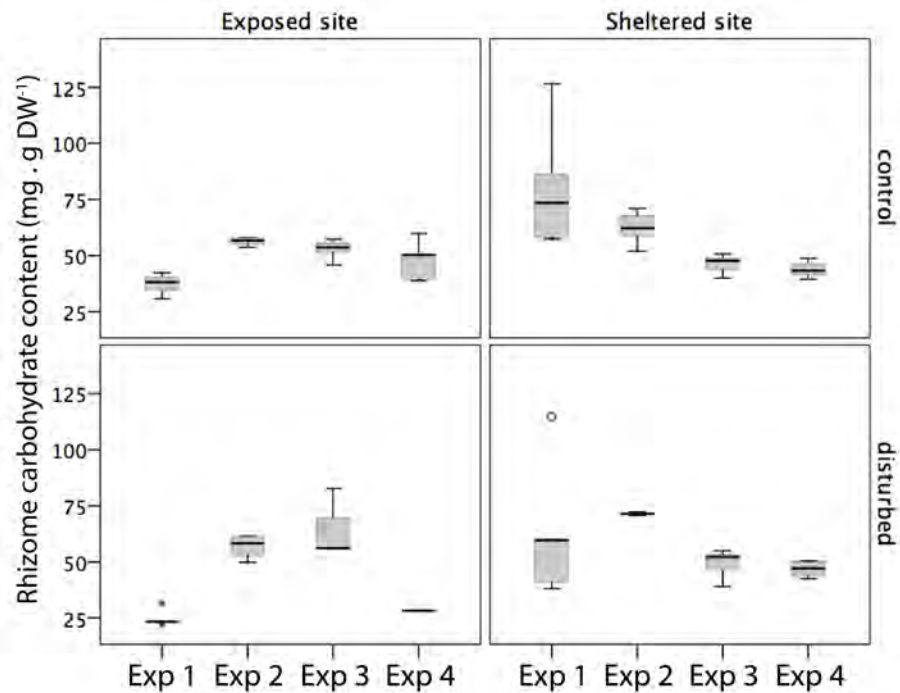 Exposed site
Sheltered site
Rhizome carbohydrate content (mg . g DW-1)
125
100
75
50
25
control
125
100
75
50
25
disturbed
Exp 1 Exp 2 Exp 3 Exp 4
Exp 1 Exp 2 Exp 3 Exp 4